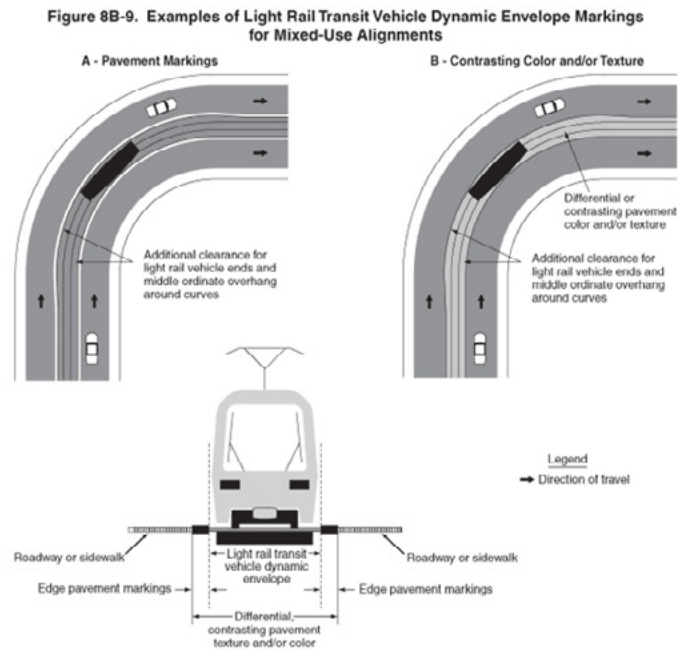 Figure 8B-9. Examples of Light Rail Transit Vehicle Dynamic Envelope Markings
for Mixed-Use Alignments
A - Pavement Markings
B - Contrasting Color and/or Texture
Differential or
contrasting pavement
color and/or texture
Additional clearance for
light rail vehicle ends and
middle ordinate overhang
around curves
Additional clearance for
light rail vehicle ends and
middle ordinate overhang
around curves
Legend
Direction of travel
Roadway or sidewalk
Light rail transit
vehicle dynamic
envelope
Roadway or sidewalk
Edge pavement markings
Edge pavement markings
Differential,
contrasting pavement
texture and/or color